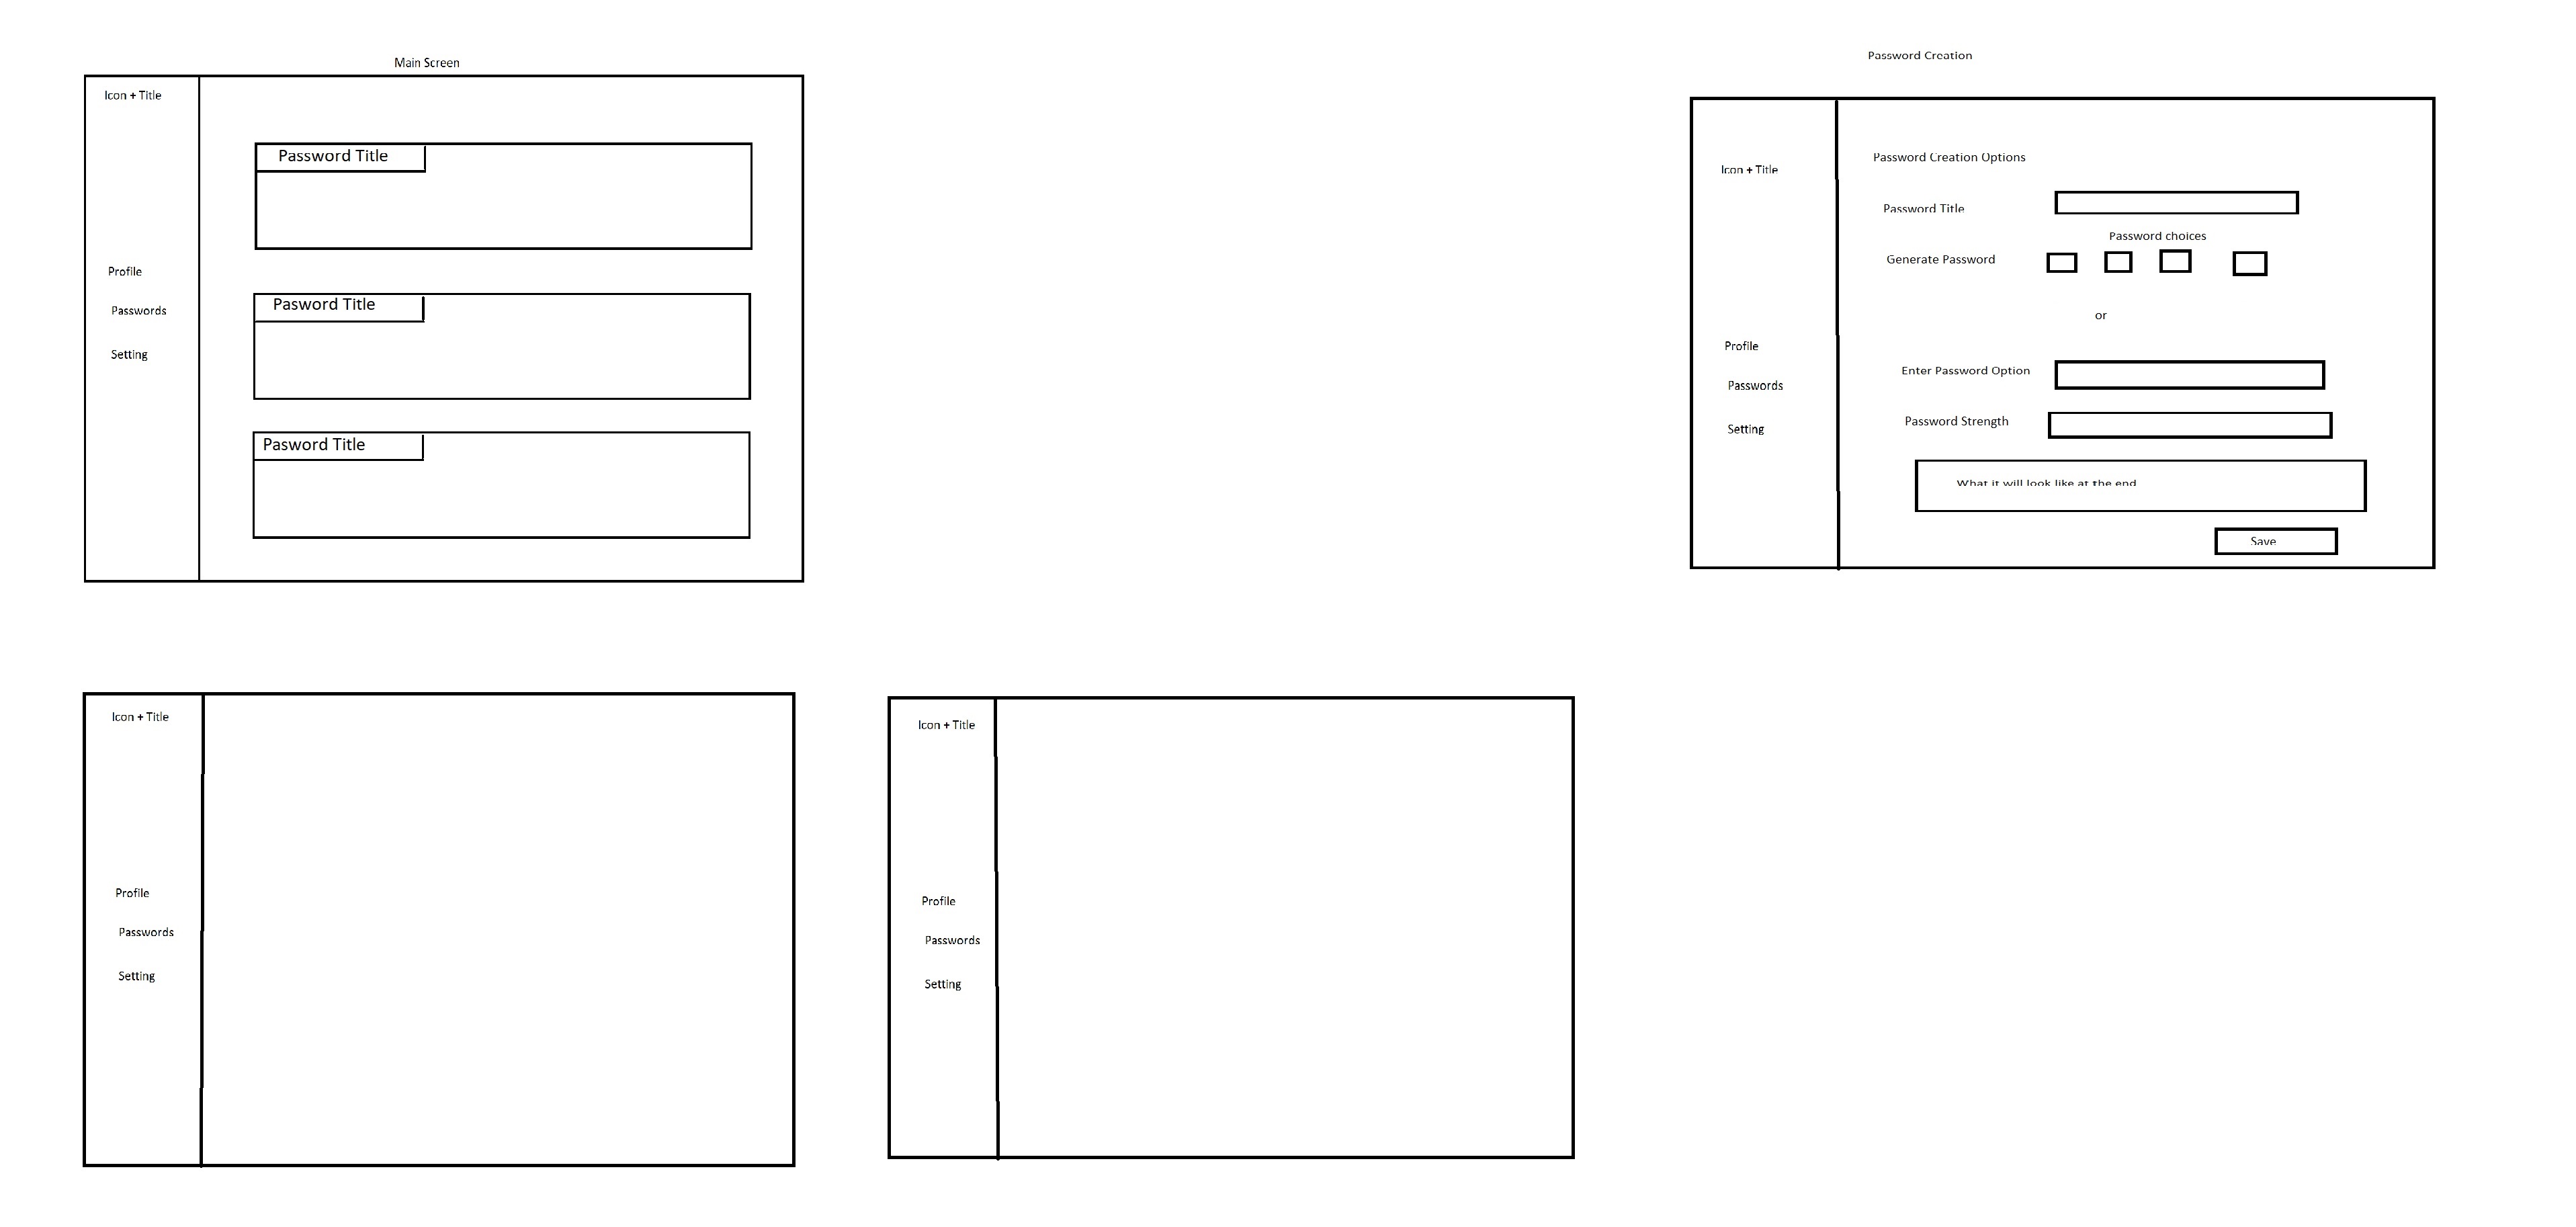 Main Screen
Icon + Title
Password Title
Profile
Pasword Title
Passwords
Setting
Pasword Title
Password Creation
Password Creation Options
Icon + Title
Password Title
Password choices
Generate Password
or
Profile
Enter Password Option
Passwords
Password Strength
Setting
What it will look like at the end
Save
Icon + Title
Profile
Passwords
Setting
Icon + Title
Profile
Passwords
Setting